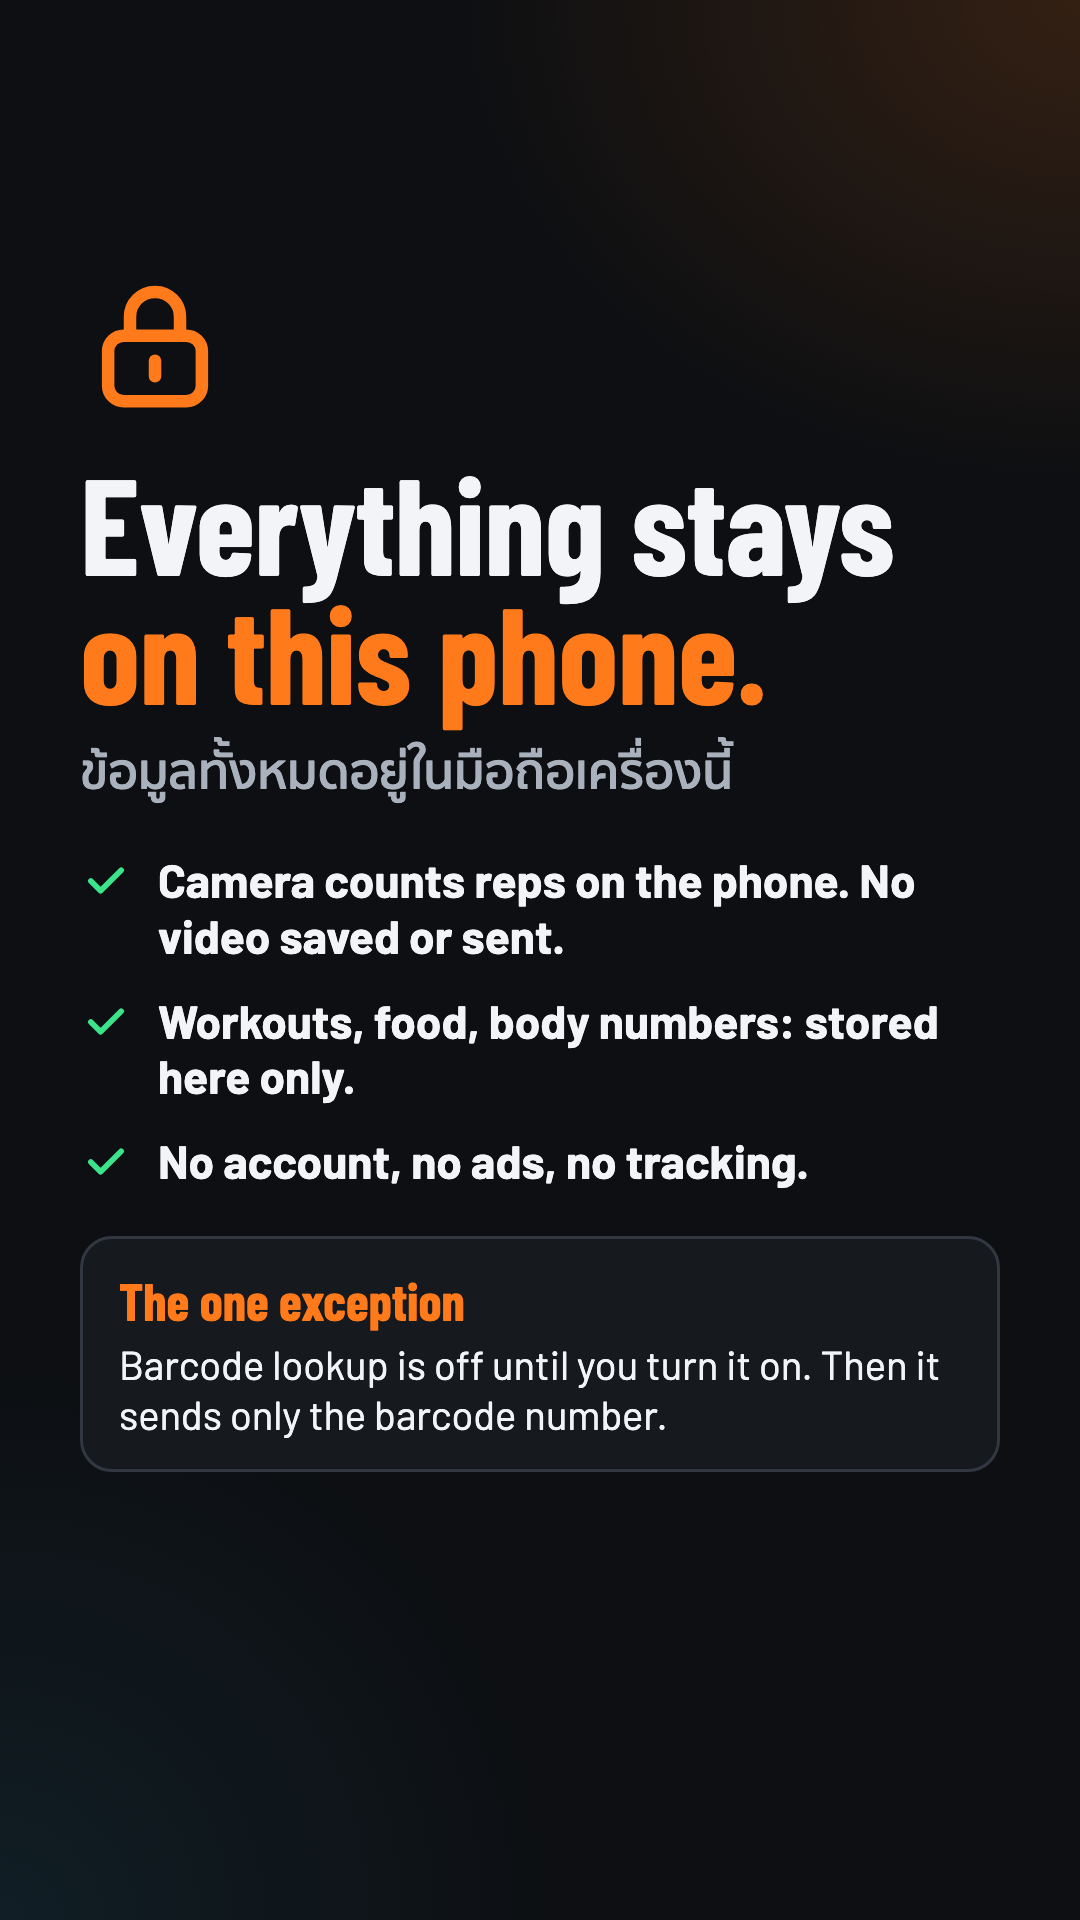 Everything stays
on this phone.
ข้อมูลทั้งหมดอยู่ในมือถือเครื่องนี้
Camera counts reps on the phone. No
video saved or sent.
Workouts, food, body numbers: stored
here only.
No account, no ads, no tracking.
The one exception
Barcode lookup is off until you turn it on. Then it
sends only the barcode number.